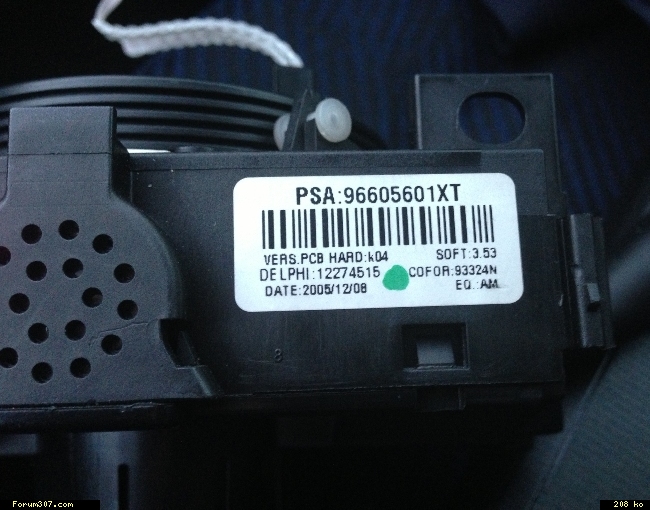 PSA:96605601XT
VERS.PCB HARD:k04 SOFT:3.53
DELPHI:12274515 COFOR:93324N
DATE:2005/12/08 EQ.:AM
8
Forum307.com 208 ko